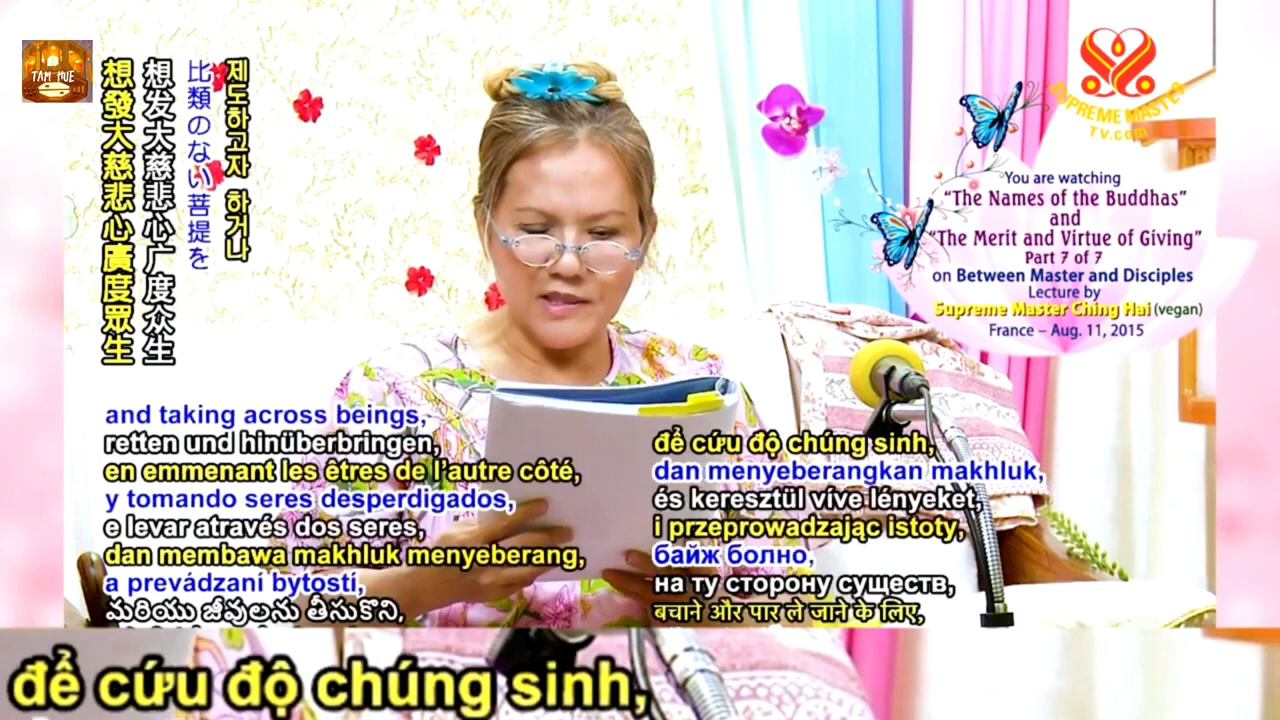 TAM HUE
想發大慈悲心廣度眾生
想发大慈悲心广度众生
比類のない菩提を
제도하고자 하거나
SUPREME MASTER
TV.com
You are watching
“The Names of the Buddhas”
and
“The Merit and Virtue of Giving”
Part 7 of 7
on Between Master and Disciples
Lecture by
Supreme Master Ching Hai (vegan)
France – Aug. 11, 2015
and taking across beings,
retten und hinüberbringen,
en emmenant les êtres de l’autre côté,
y tomando seres desperdigados,
e levar através dos seres,
dan membawa makhluk menyeberang,
a prevádzaní bytostí,
మరియు జీవులను తీసుకొని,
để cứu độ chúng sinh,
dan menyeberangkan makhluk,
és keresztül víve lényeket,
i przeprowadzając istoty,
байж болно,
на ту сторону существ,
बचाने और पार ले जाने के लिए,
để cứu độ chúng sinh,